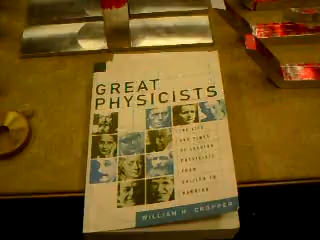 GREAT
PHYSICISTS
THE LIFE
AND TIMES
OF LEADING
PHYSICISTS
FROM
GALILEO TO
HAWKING
WILLIAM H. CROPPER